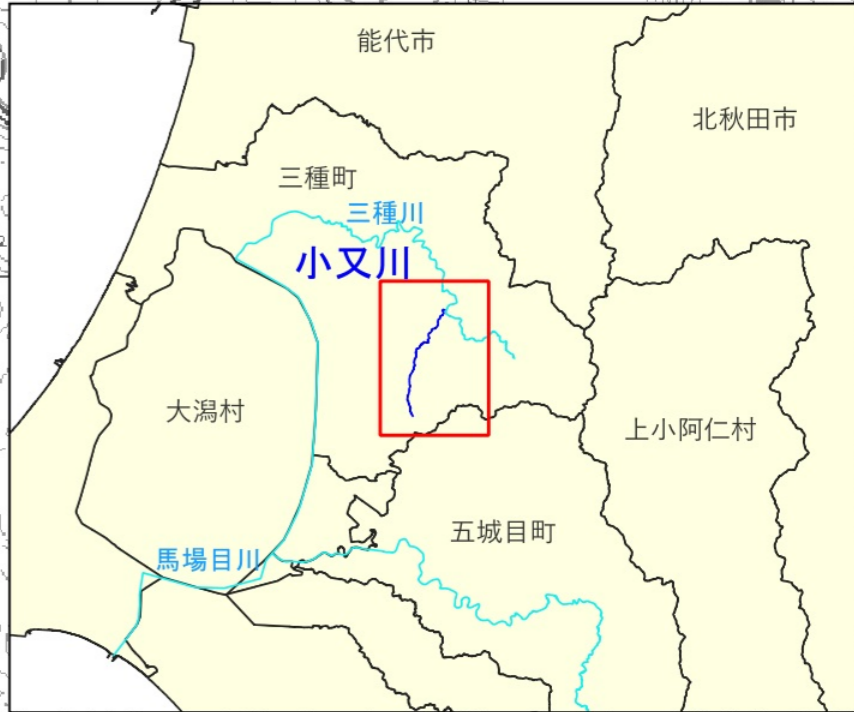 能代市
北秋田市
三種町
三種川
小又川
大潟村
上小阿仁村
五城目町
馬場目川